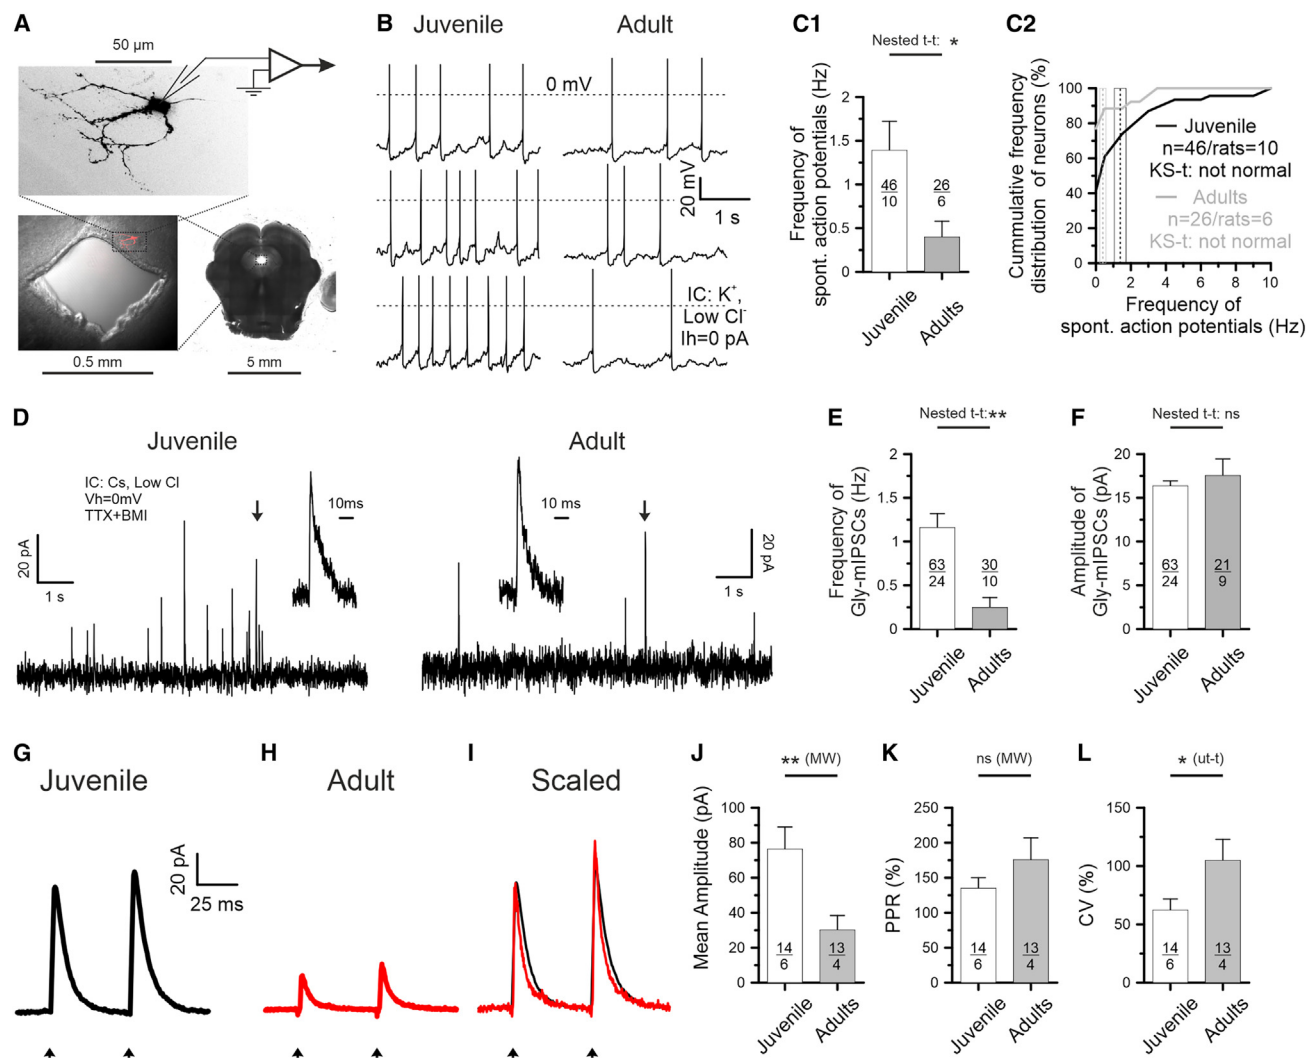 A
50 µm
0.5 mm
5 mm
B
Juvenile
Adult
0 mV
20 mV
1 s
IC: K+,
Low Cl-
Ih=0 pA
C1
Nested t-t: *
Frequency of
spont. action potentials (Hz)
2
1.5
1
0.5
0
46
10
26
6
Juvenile
Adults
C2
Cummulative frequency
distribution of neurons (%)
100
80
60
40
20
0
Juvenile
n=46/rats=10
KS-t: not normal
Adults
n=26/rats=6
KS-t: not normal
0 2 4 6 8 10
Frequency of
spont. action potentials (Hz)
D
Juvenile
IC: Cs, Low Cl
Vh=0mV
TTX+BMI
20 pA
1 s
10ms
Adult
10 ms
20 pA
1 s
E
Nested t-t:**
Frequency of
Gly-mIPSCs (Hz)
2
1.5
1
0.5
0
63
24
30
10
Juvenile
Adults
F
Nested t-t: ns
Amplitude of
Gly-mIPSCs (pA)
20
15
10
5
0
63
24
21
9
Juvenile
Adults
G
Juvenile
20 pA
25 ms
H
Adult
I
Scaled
J
** (MW)
Mean Amplitude (pA)
100
80
60
40
20
0
14
6
13
4
Juvenile
Adults
K
ns (MW)
PPR (%)
250
200
150
100
50
0
14
6
13
4
Juvenile
Adults
L
* (ut-t)
CV (%)
150
100
50
0
14
6
13
4
Juvenile
Adults